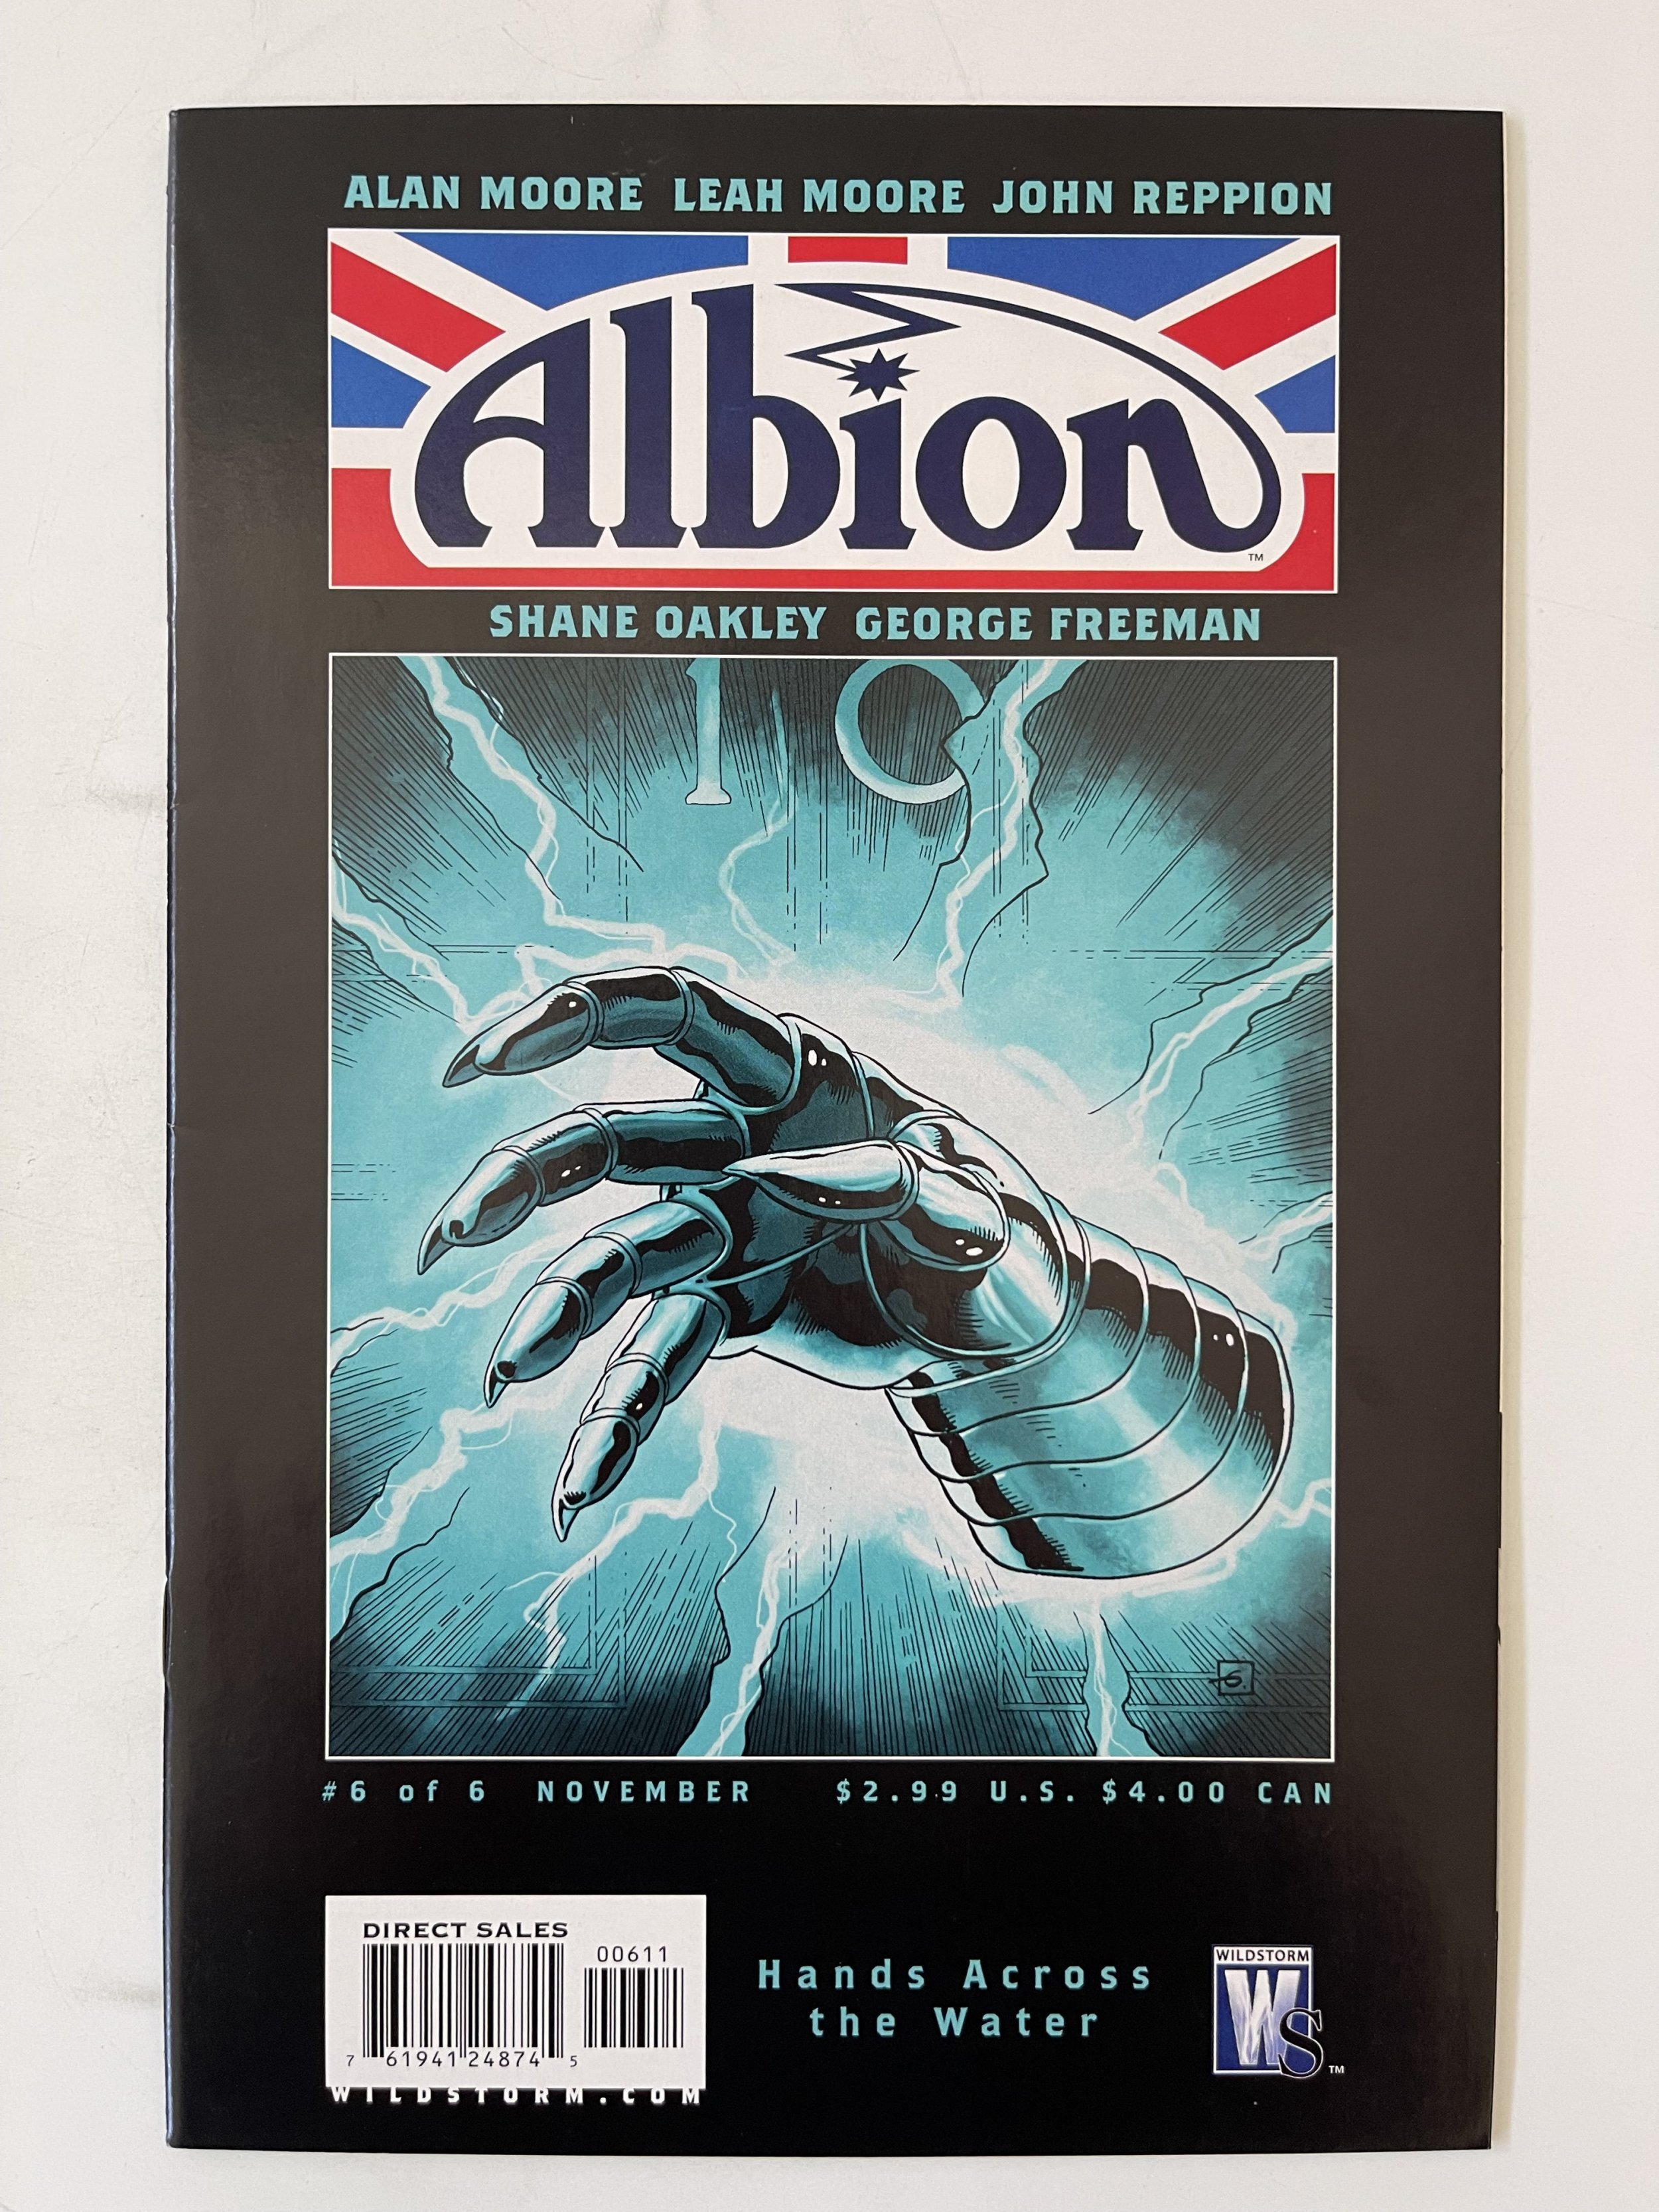 ALAN MOORE LEAH MOORE JOHN REPPION
Albion
TM
SHANE OAKLEY GEORGE FREEMAN
10
#6 of 6 NOVEMBER $2.99 U.S. $4.00 CAN
DIRECT SALES
00611
7 61941 24874 5
WILDSTORM.COM
Hands Across
the Water
WILDSTORM
WS
TM